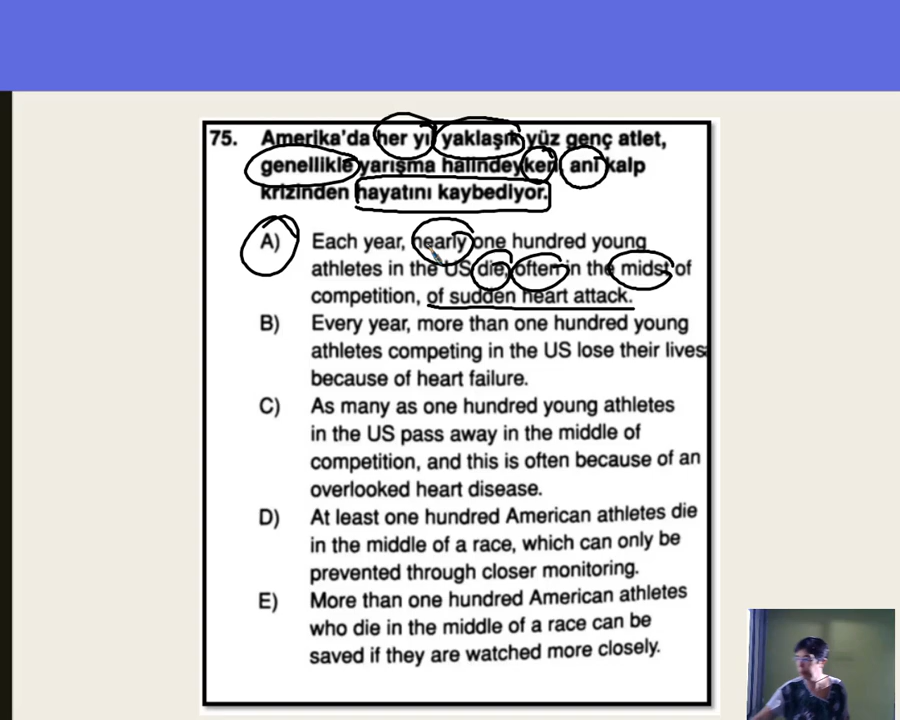 75. Amerika'da her yıl yaklaşık yüz genç atlet,
genellikle yarışma halindeyken, ani kalp
krizinden hayatını kaybediyor.
A) Each year, nearly one hundred young
athletes in the US die, often in the midst of
competition, of sudden heart attack.
B) Every year, more than one hundred young
athletes competing in the US lose their lives
because of heart failure.
C) As many as one hundred young athletes
in the US pass away in the middle of
competition, and this is often because of an
overlooked heart disease.
D) At least one hundred American athletes die
in the middle of a race, which can only be
prevented through closer monitoring.
E) More than one hundred American athletes
who die in the middle of a race can be
saved if they are watched more closely.